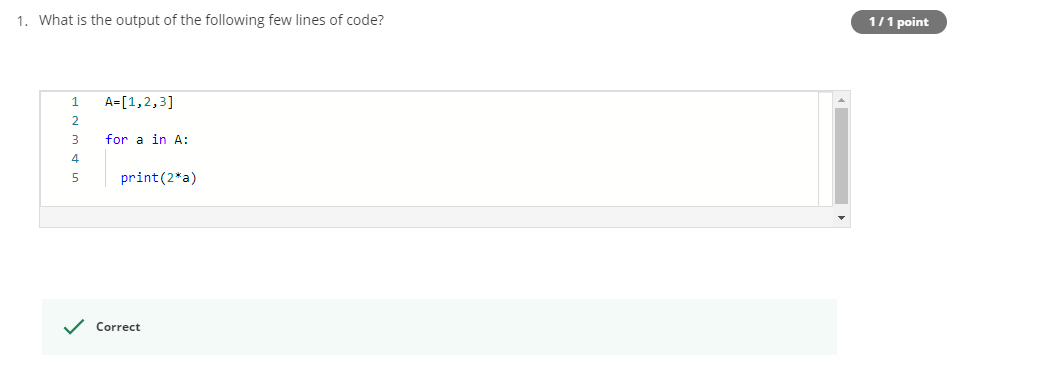 1. What is the output of the following few lines of code?
1 / 1 point
1 A=[1,2,3]
2
3 for a in A:
4
5 print(2*a)
Correct